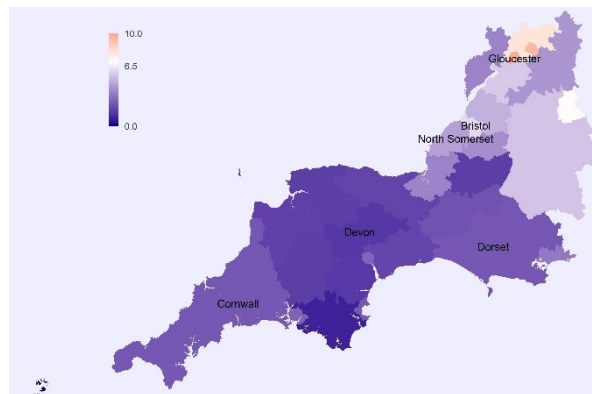 10.0
6.5
0.0
Gloucester
Bristol
North Somerset
Devon
Dorset
Cornwall